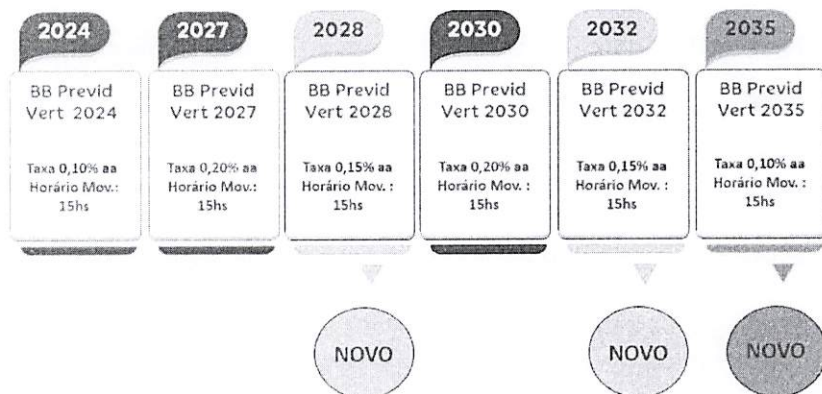 2024
BB Previd
Vert 2024
Taxa 0,10% aa
Horário Mov.:
15hs
2027
BB Previd
Vert 2027
Taxa 0,20% aa
Horário Mov.:
15hs
2028
BB Previd
Vert 2028
Taxa 0,15% aa
Horário Mov. :
15hs
2030
BB Previd
Vert 2030
Taxa 0,20% aa
Horário Mov. :
15hs
2032
BB Previd
Vert 2032
Taxa 0,15% aa
Horário Mov. :
15hs
2035
BB Previd
Vert 2035
Taxa 0,10% aa
Horário Mov. :
15hs
NOVO
NOVO
NOVO